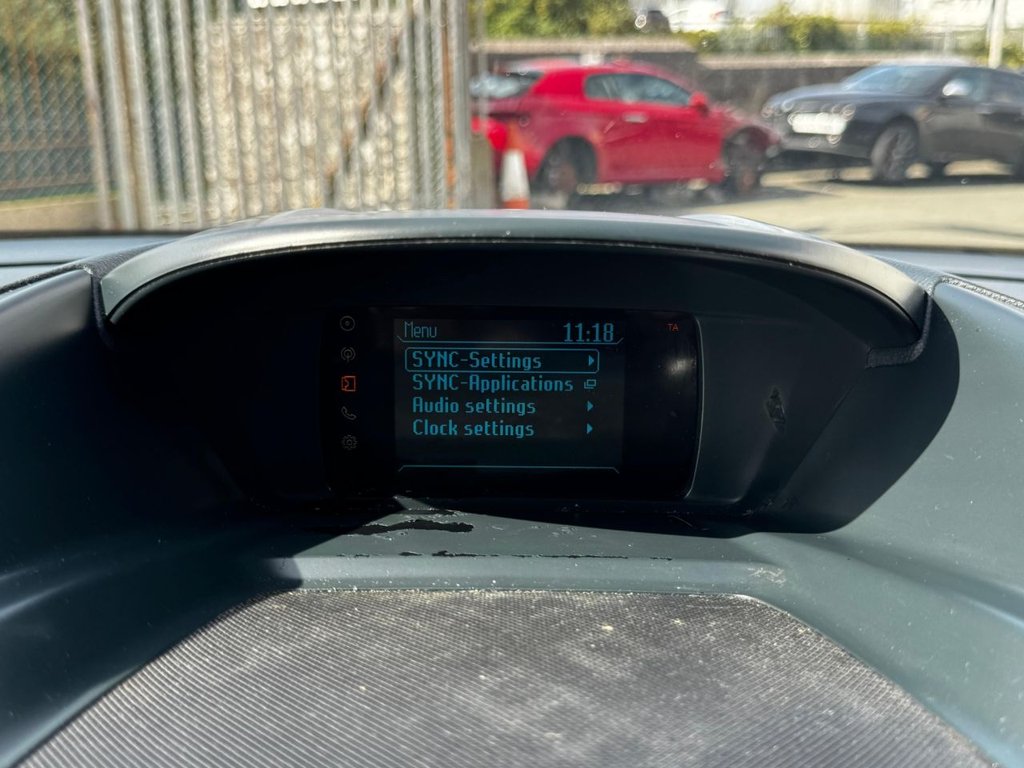 Menu 11:18 TA
SYNC-Settings
SYNC-Applications
Audio settings
Clock settings